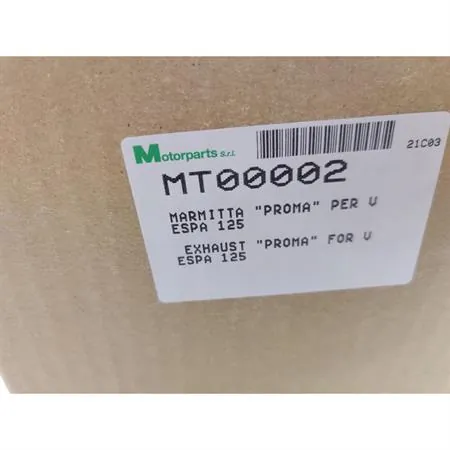 Motorparts S.r.l.
21C03
MT00002
MARMITTA "PROMA" PER V
ESPA 125
EXHAUST "PROMA" FOR V
ESPA 125